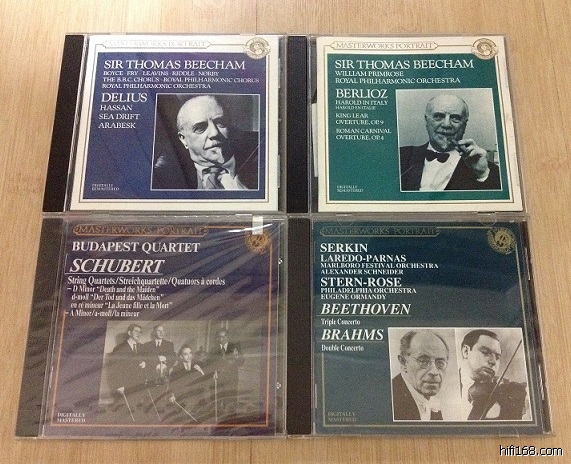 MASTERWORKS PORTRAIT
SIR THOMAS BEECHAM
BOYCE · FRY · LEAVINS · RIDDLE · NORBY
THE B.B.C. CHORUS · ROYAL PHILHARMONIC CHORUS
ROYAL PHILHARMONIC ORCHESTRA
DELIUS
HASSAN
SEA DRIFT
ARABESK
DIGITALLY
REMASTERED
MASTERWORKS PORTRAIT
SIR THOMAS BEECHAM
WILLIAM PRIMROSE
ROYAL PHILHARMONIC ORCHESTRA
BERLIOZ
HAROLD IN ITALY
HAROLD EN ITALIE
KING LEAR
OVERTURE, OP.9
ROMAN CARNIVAL
OVERTURE, OP.4
DIGITALLY
REMASTERED
MASTERWORKS PORTRAIT
BUDAPEST QUARTET
SCHUBERT
String Quartets/Streichquartette/Quatuors à cordes
– D Minor "Death and the Maiden"
d-moll "Der Tod und das Mädchen"
en ré mineur "La Jeune fille et la Mort"
– A Minor/a-moll/la mineur
DIGITALLY
MASTERED
MASTERWORKS PORTRAIT
SERKIN
LAREDO-PARNAS
MARLBORO FESTIVAL ORCHESTRA
ALEXANDER SCHNEIDER
STERN-ROSE
PHILADELPHIA ORCHESTRA
EUGENE ORMANDY
BEETHOVEN
Triple Concerto
BRAHMS
Double Concerto
DIGITALLY
MASTERED
hifi168.com